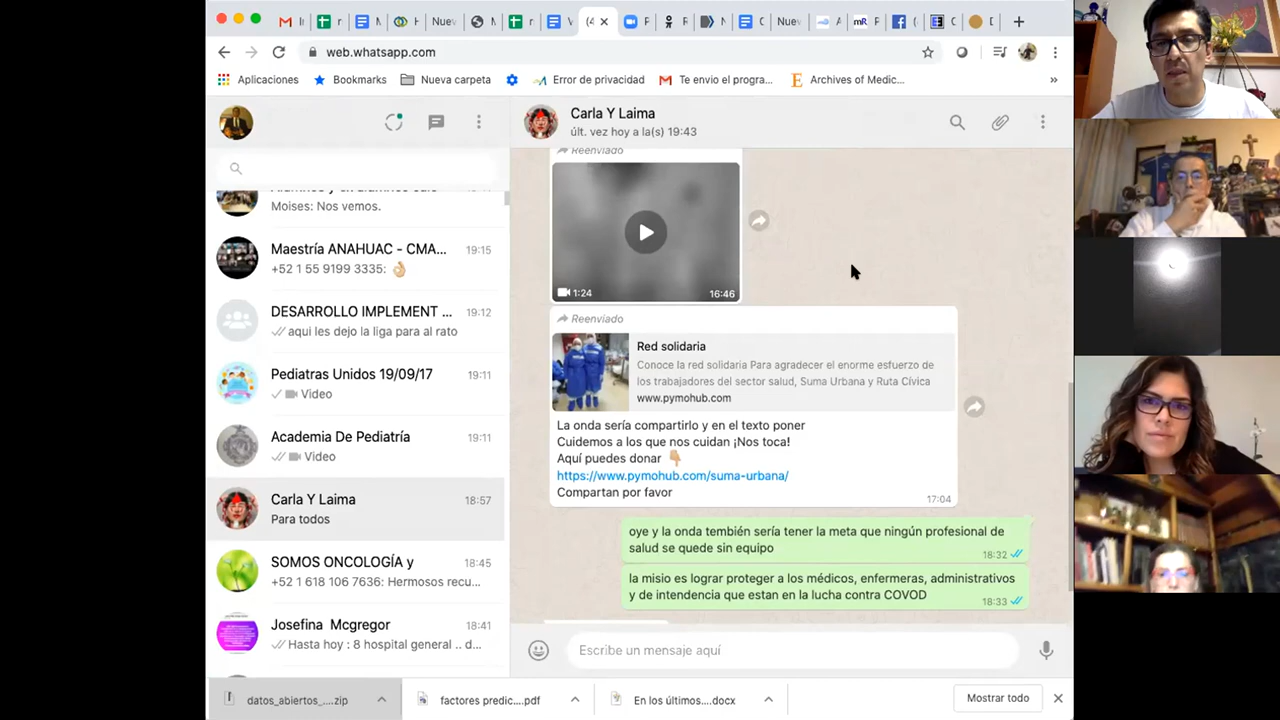 web.whatsapp.com
Aplicaciones
Bookmarks
Nueva carpeta
Error de privacidad
Te envio el progra...
Archives of Medic...
Carla Y Laima
últ. vez hoy a la(s) 19:43
Moises: Nos vemos.
Maestría ANAHUAC - CMA...
19:15
+52 1 55 9199 3335: 👌🏼
DESARROLLO IMPLEMENT ...
19:12
aqui les dejo la liga para al rato
Pediatras Unidos 19/09/17
19:11
Video
Academia De Pediatría
19:11
Video
Carla Y Laima
18:57
Para todos
SOMOS ONCOLOGÍA y
18:45
+52 1 618 106 7636: Hermosos recu...
Josefina Mcgregor
18:41
Hasta hoy : 8 hospital general .. d...
Reenviado
1:24
16:46
Reenviado
Red solidaria
Conoce la red solidaria Para agradecer el enorme esfuerzo de
los trabajadores del sector salud, Suma Urbana y Ruta Cívica
www.pymohub.com
La onda sería compartirlo y en el texto poner
Cuidemos a los que nos cuidan ¡Nos toca!
Aquí puedes donar 👇🏼
https://www.pymohub.com/suma-urbana/
Compartan por favor
17:04
oye y la onda tembién sería tener la meta que ningún profesional de
salud se quede sin equipo
18:32
la misio es lograr proteger a los médicos, enfermeras, administrativos
y de intendencia que estan en la lucha contra COVOD
18:33
Escribe un mensaje aquí
datos_abiertos_....zip
factores predic....pdf
En los últimos....docx
Mostrar todo